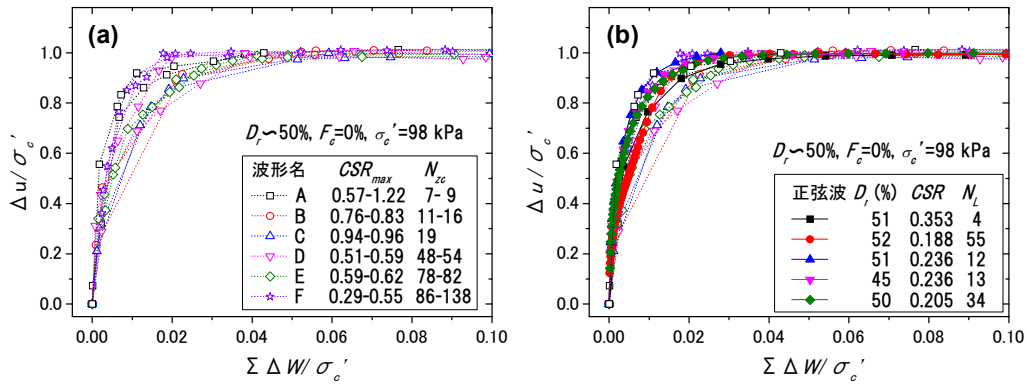 (a)
Δu/σc'
1.0
0.8
0.6
0.4
0.2
0.0
Dr~50%, Fc=0%, σc'=98 kPa
波形名 CSRmax Nzc
A 0.57-1.22 7- 9
B 0.76-0.83 11-16
C 0.94-0.96 19
D 0.51-0.59 48-54
E 0.59-0.62 78-82
F 0.29-0.55 86-138
0.00 0.02 0.04 0.06 0.08 0.10
Σ ΔW/σc'
(b)
Δu/σc'
1.0
0.8
0.6
0.4
0.2
0.0
Dr~50%, Fc=0%, σc'=98 kPa
正弦波 Dr (%) CSR NL
51 0.353 4
52 0.188 55
51 0.236 12
45 0.236 13
50 0.205 34
0.00 0.02 0.04 0.06 0.08 0.10
Σ ΔW/σc'